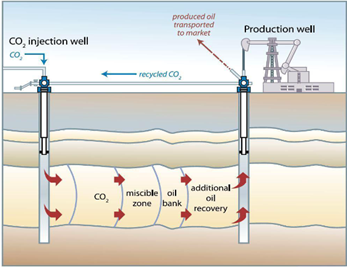 produced oil
transported
to market
Production well
CO₂ injection well
CO₂
recycled CO₂
CO₂
miscible
zone
oil
bank
additional
oil
recovery